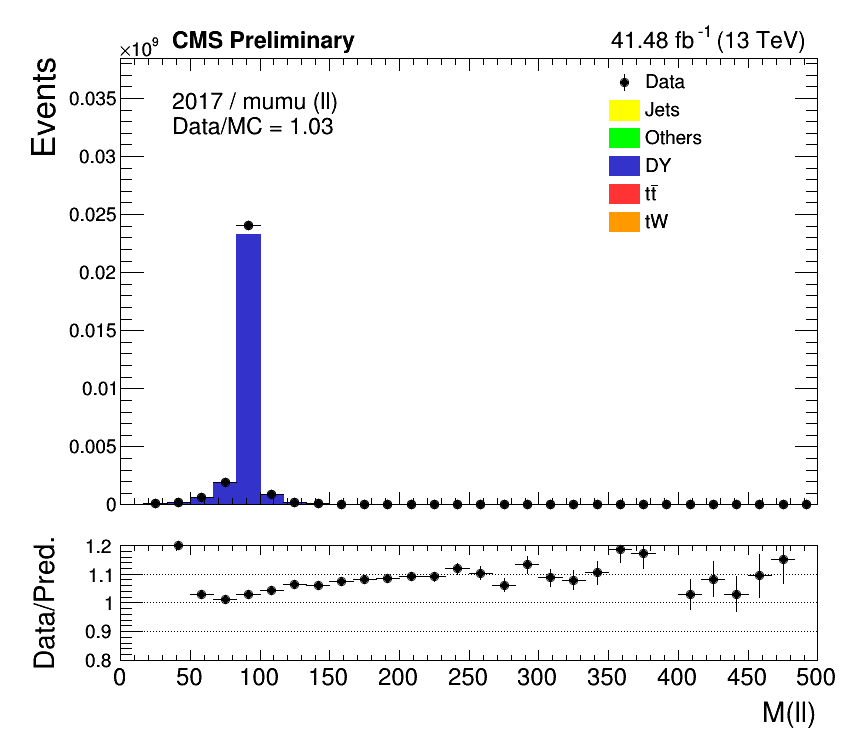 ×10⁹ CMS Preliminary 41.48 fb⁻¹ (13 TeV)
Events
2017 / mumu (ll)
Data/MC = 1.03
Data
Jets
Others
DY
tt̄
tW
0.035
0.03
0.025
0.02
0.015
0.01
0.005
0
Data/Pred.
1.2
1.1
1
0.9
0.8
0 50 100 150 200 250 300 350 400 450 500
M(ll)